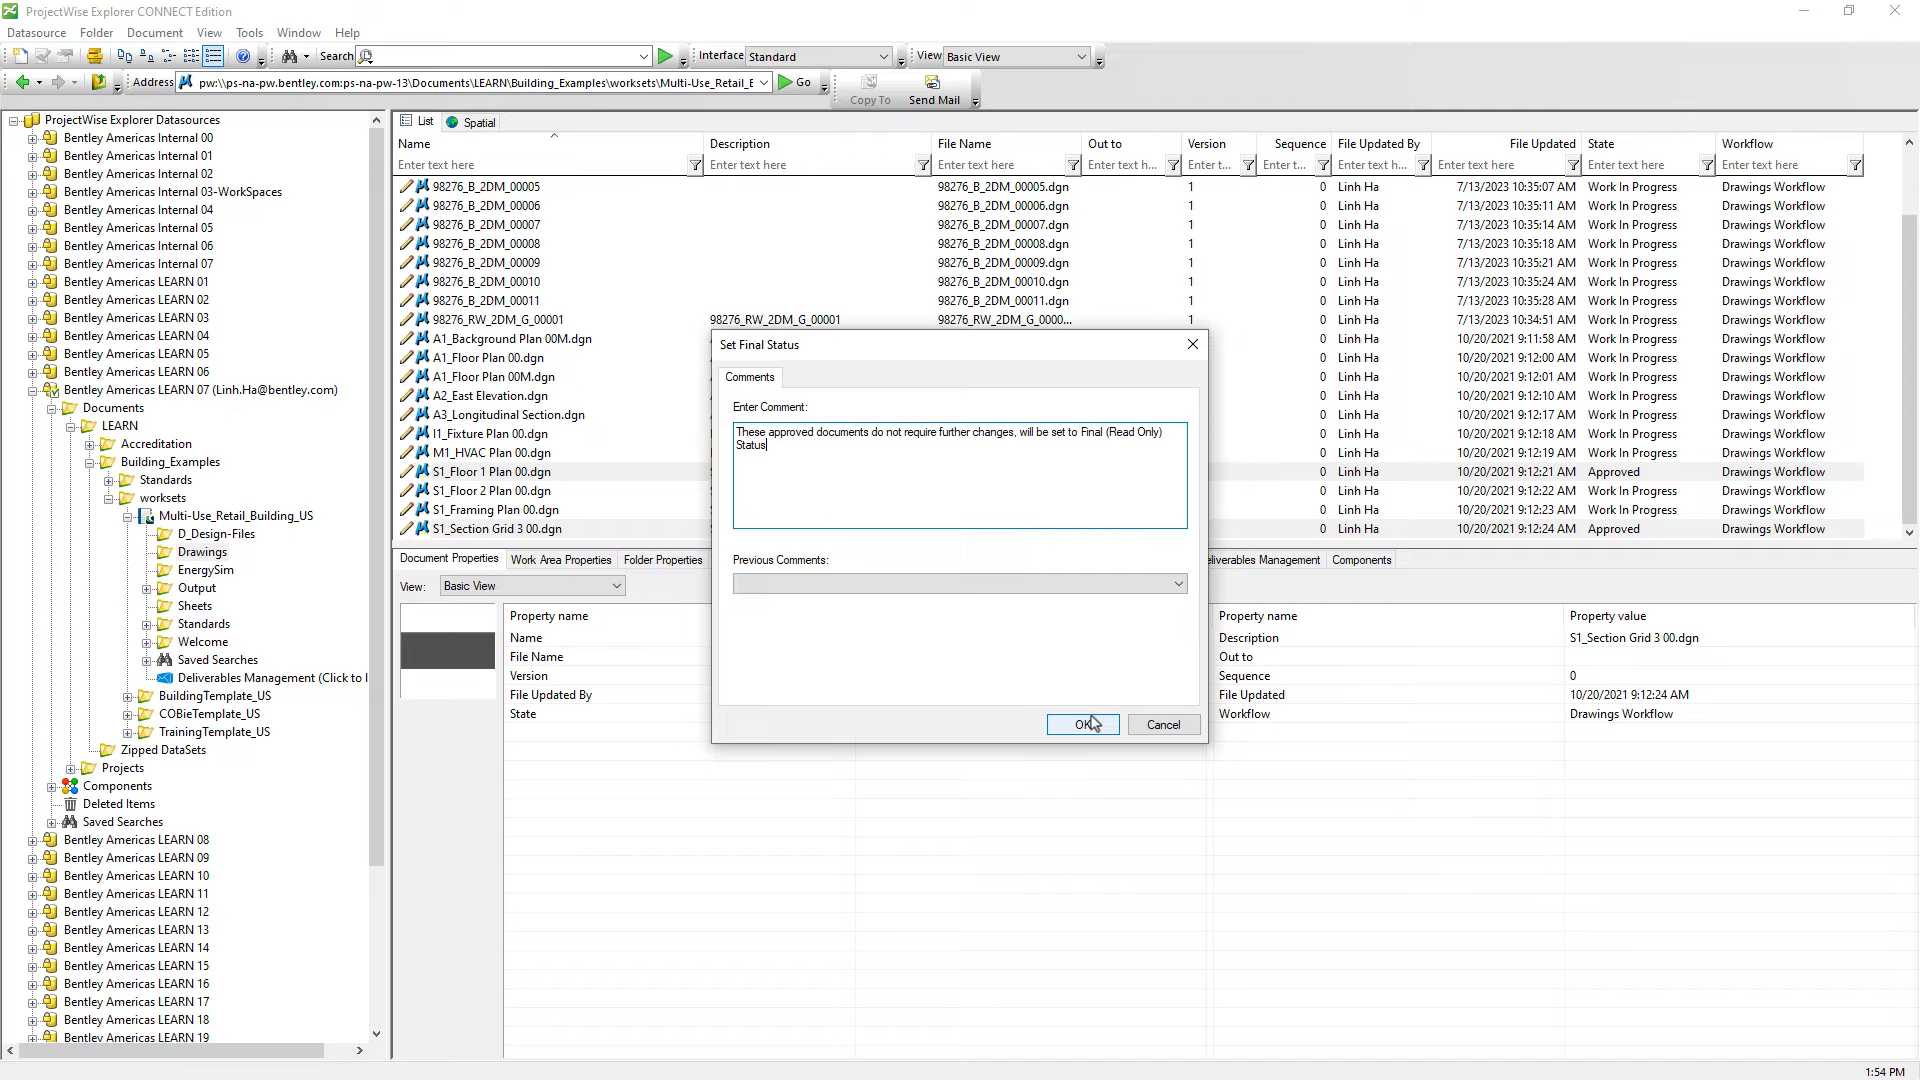 ProjectWise Explorer CONNECT Edition
Datasource Folder Document View Tools Window Help
Search Interface Standard View Basic View
Address pw:\\ps-na-pw.bentley.com:ps-na-pw-13\Documents\LEARN\Building_Examples\worksets\Multi-Use_Retail_E Go Copy To Send Mail
ProjectWise Explorer Datasources
Bentley Americas Internal 00
Bentley Americas Internal 01
Bentley Americas Internal 02
Bentley Americas Internal 03-WorkSpaces
Bentley Americas Internal 04
Bentley Americas Internal 05
Bentley Americas Internal 06
Bentley Americas Internal 07
Bentley Americas LEARN 01
Bentley Americas LEARN 02
Bentley Americas LEARN 03
Bentley Americas LEARN 04
Bentley Americas LEARN 05
Bentley Americas LEARN 06
Bentley Americas LEARN 07 (Linh.Ha@bentley.com)
Documents
LEARN
Accreditation
Building_Examples
Standards
worksets
Multi-Use_Retail_Building_US
D_Design-Files
Drawings
EnergySim
Output
Sheets
Standards
Welcome
Saved Searches
Deliverables Management (Click to l
BuildingTemplate_US
COBieTemplate_US
TrainingTemplate_US
Zipped DataSets
Projects
Components
Deleted Items
Saved Searches
Bentley Americas LEARN 08
Bentley Americas LEARN 09
Bentley Americas LEARN 10
Bentley Americas LEARN 11
Bentley Americas LEARN 12
Bentley Americas LEARN 13
Bentley Americas LEARN 14
Bentley Americas LEARN 15
Bentley Americas LEARN 16
Bentley Americas LEARN 17
Bentley Americas LEARN 18
Bentley Americas LEARN 19
List Spatial
Name Description File Name Out to Version Sequence File Updated By File Updated State Workflow
Enter text here Enter text here Enter text here Enter text h... Enter t... Enter t... Enter text h... Enter text here Enter text here Enter text here
98276_B_2DM_00005 98276_B_2DM_00005.dgn 1 0 Linh Ha 7/13/2023 10:35:07 AM Work In Progress Drawings Workflow
98276_B_2DM_00006 98276_B_2DM_00006.dgn 1 0 Linh Ha 7/13/2023 10:35:11 AM Work In Progress Drawings Workflow
98276_B_2DM_00007 98276_B_2DM_00007.dgn 1 0 Linh Ha 7/13/2023 10:35:14 AM Work In Progress Drawings Workflow
98276_B_2DM_00008 98276_B_2DM_00008.dgn 1 0 Linh Ha 7/13/2023 10:35:18 AM Work In Progress Drawings Workflow
98276_B_2DM_00009 98276_B_2DM_00009.dgn 1 0 Linh Ha 7/13/2023 10:35:21 AM Work In Progress Drawings Workflow
98276_B_2DM_00010 98276_B_2DM_00010.dgn 1 0 Linh Ha 7/13/2023 10:35:24 AM Work In Progress Drawings Workflow
98276_B_2DM_00011 98276_B_2DM_00011.dgn 1 0 Linh Ha 7/13/2023 10:35:28 AM Work In Progress Drawings Workflow
98276_RW_2DM_G_00001 98276_RW_2DM_G_00001 98276_RW_2DM_G_0000... 1 0 Linh Ha 7/13/2023 10:34:51 AM Work In Progress Drawings Workflow
A1_Background Plan 00M.dgn 0 Linh Ha 10/20/2021 9:11:58 AM Work In Progress Drawings Workflow
A1_Floor Plan 00.dgn 0 Linh Ha 10/20/2021 9:12:00 AM Work In Progress Drawings Workflow
A1_Floor Plan 00M.dgn 0 Linh Ha 10/20/2021 9:12:01 AM Work In Progress Drawings Workflow
A2_East Elevation.dgn 0 Linh Ha 10/20/2021 9:12:10 AM Work In Progress Drawings Workflow
A3_Longitudinal Section.dgn 0 Linh Ha 10/20/2021 9:12:17 AM Work In Progress Drawings Workflow
I1_Fixture Plan 00.dgn 0 Linh Ha 10/20/2021 9:12:18 AM Work In Progress Drawings Workflow
M1_HVAC Plan 00.dgn 0 Linh Ha 10/20/2021 9:12:19 AM Work In Progress Drawings Workflow
S1_Floor 1 Plan 00.dgn 0 Linh Ha 10/20/2021 9:12:21 AM Approved Drawings Workflow
S1_Floor 2 Plan 00.dgn 0 Linh Ha 10/20/2021 9:12:22 AM Work In Progress Drawings Workflow
S1_Framing Plan 00.dgn 0 Linh Ha 10/20/2021 9:12:23 AM Work In Progress Drawings Workflow
S1_Section Grid 3 00.dgn 0 Linh Ha 10/20/2021 9:12:24 AM Approved Drawings Workflow
Set Final Status
Comments
Enter Comment:
These approved documents do not require further changes, will be set to Final (Read Only)
Status
Previous Comments:
OK Cancel
Document Properties Work Area Properties Folder Properties eliverables Management Components
View: Basic View
Property name Property name Property value
Name Description S1_Section Grid 3 00.dgn
File Name Out to
Version Sequence 0
File Updated By File Updated 10/20/2021 9:12:24 AM
State Workflow Drawings Workflow
1:54 PM